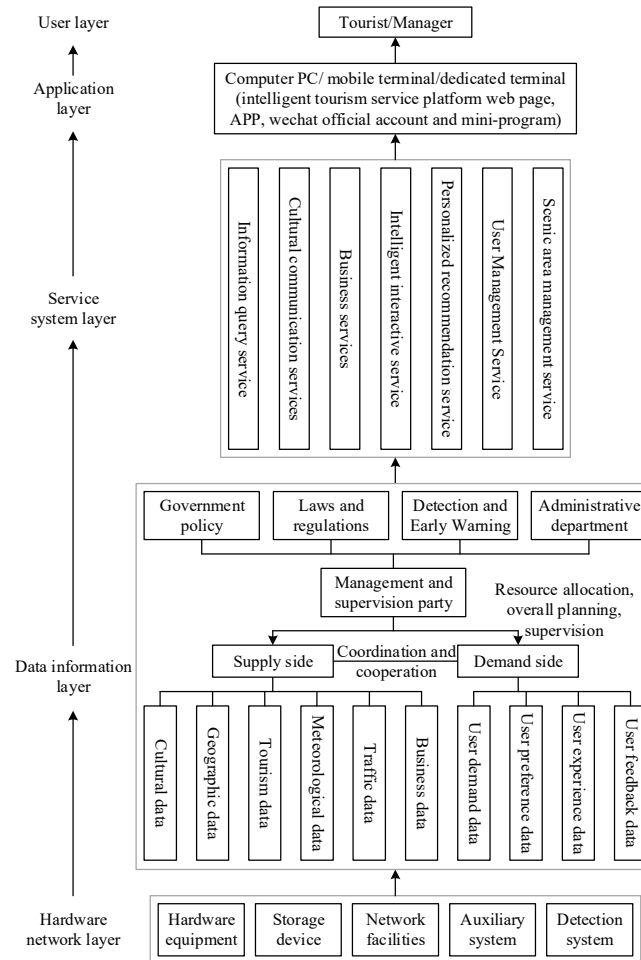 User layer
Tourist/Manager
Application
layer
Computer PC/ mobile terminal/dedicated terminal
(intelligent tourism service platform web page,
APP, wechat official account and mini-program)
Service
system layer
Information query service
Cultural communication services
Business services
Intelligent interactive service
Personalized recommendation service
User Management Service
Scenic area management service
Data information
layer
Government
policy
Laws and
regulations
Detection and
Early Warning
Administrative
department
Management and
supervision party
Resource allocation,
overall planning,
supervision
Supply side
Coordination and
cooperation
Demand side
Cultural data
Geographic data
Tourism data
Meteorological data
Traffic data
Business data
User demand data
User preference data
User experience data
User feedback data
Hardware
network layer
Hardware
equipment
Storage
device
Network
facilities
Auxiliary
system
Detection
system